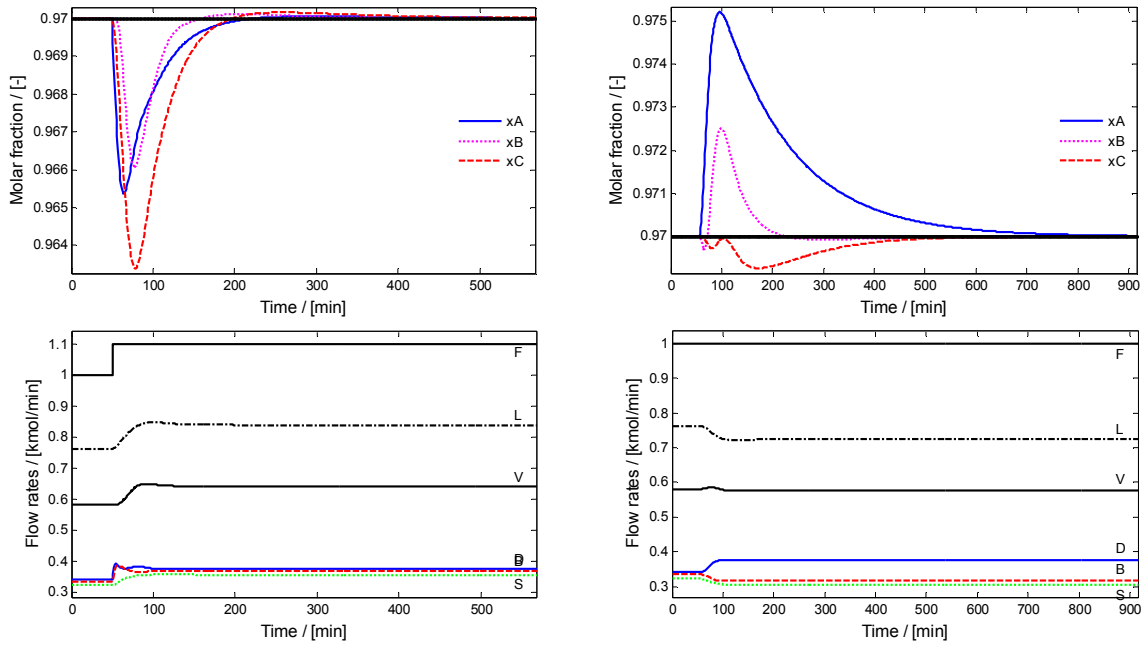 0.97
0.969
0.968
0.967
0.966
0.965
0.964
Molar fraction / [-]
xA
xB
xC
0 100 200 300 400 500
Time / [min]
0.975
0.974
0.973
0.972
0.971
0.97
Molar fraction / [-]
xA
xB
xC
0 100 200 300 400 500 600 700 800 900
Time / [min]
1.1
1
0.9
0.8
0.7
0.6
0.5
0.4
0.3
Flow rates / [kmol/min]
F
L
V
D
B
S
0 100 200 300 400 500
Time / [min]
1
0.9
0.8
0.7
0.6
0.5
0.4
0.3
Flow rates / [kmol/min]
F
L
V
D
B
S
0 100 200 300 400 500 600 700 800 900
Time / [min]